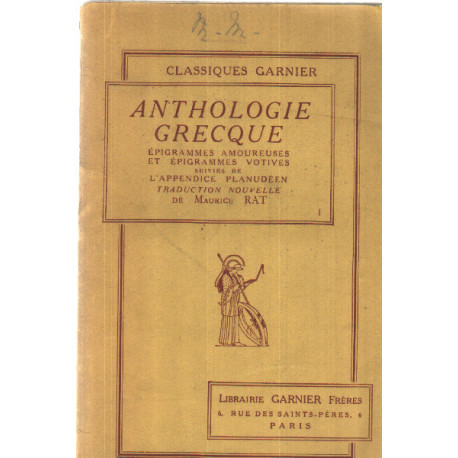 CLASSIQUES GARNIER
ANTHOLOGIE
GRECQUE
ÉPIGRAMMES AMOUREUSES
ET ÉPIGRAMMES VOTIVES
SUIVIES DE
L'APPENDICE PLANUDÉEN
TRADUCTION NOUVELLE
DE MAURICE RAT
I
LIBRAIRIE GARNIER FRÈRES
6, RUE DES SAINTS-PÈRES, 6
PARIS